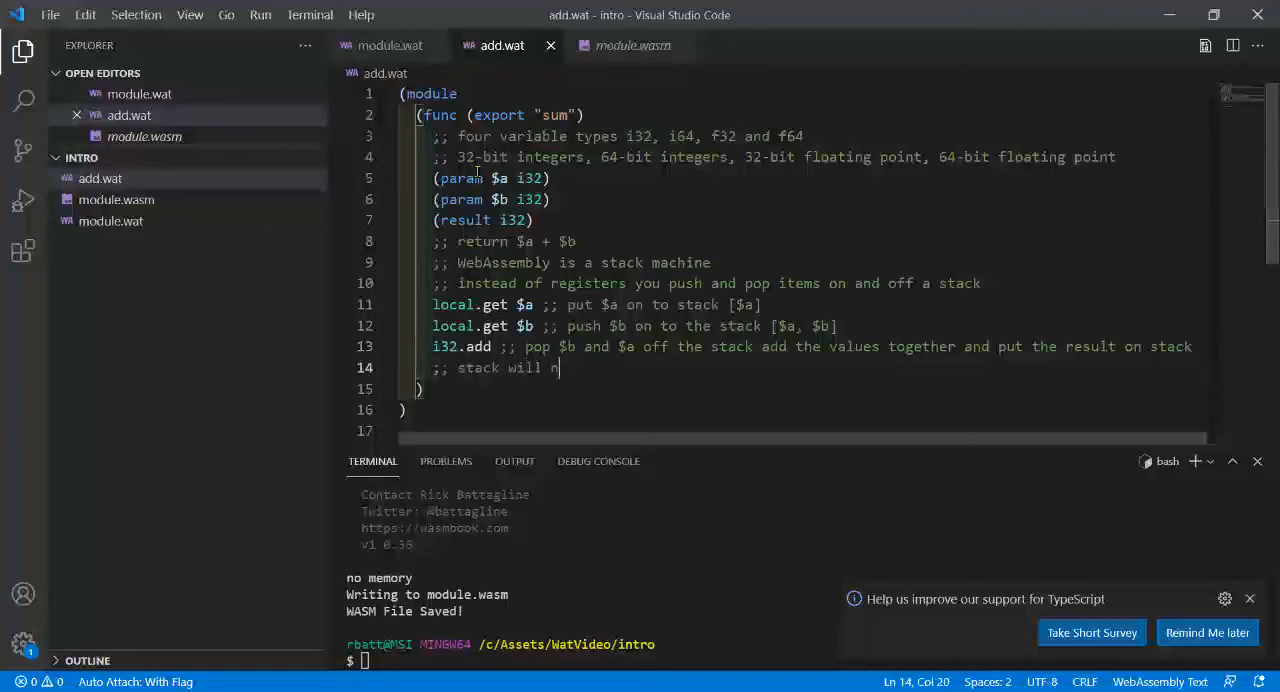 File Edit Selection View Go Run Terminal Help add.wat - intro - Visual Studio Code
EXPLORER
OPEN EDITORS
module.wat
add.wat
module.wasm
INTRO
add.wat
module.wasm
module.wat
OUTLINE
WA module.wat WA add.wat module.wasm
WA add.wat
1 (module
2 (func (export "sum")
3 ;; four variable types i32, i64, f32 and f64
4 ;; 32-bit integers, 64-bit integers, 32-bit floating point, 64-bit floating point
5 (param $a i32)
6 (param $b i32)
7 (result i32)
8 ;; return $a + $b
9 ;; WebAssembly is a stack machine
10 ;; instead of registers you push and pop items on and off a stack
11 local.get $a ;; put $a on to stack [$a]
12 local.get $b ;; push $b on to the stack [$a, $b]
13 i32.add ;; pop $b and $a off the stack add the values together and put the result on stack
14 ;; stack will n
15 )
16 )
17
TERMINAL PROBLEMS OUTPUT DEBUG CONSOLE bash
Contact Rick Battagline
Twitter: @battagline
https://wasmbook.com
v1 0.36
no memory
Writing to module.wasm
WASM File Saved!
rbatt@MSI MINGW64 /c/Assets/WatVideo/intro
$
Help us improve our support for TypeScript
Take Short Survey Remind Me later
1
0 0 Auto Attach: With Flag Ln 14, Col 20 Spaces: 2 UTF-8 CRLF WebAssembly Text